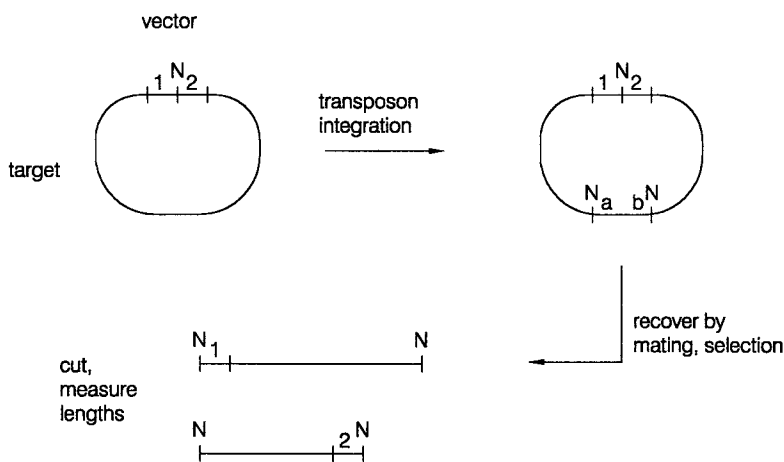 vector
1 N 2
target
transposon
integration
1 N 2
N a b N
recover by
mating, selection
N 1 N
cut,
measure
lengths
N 2 N